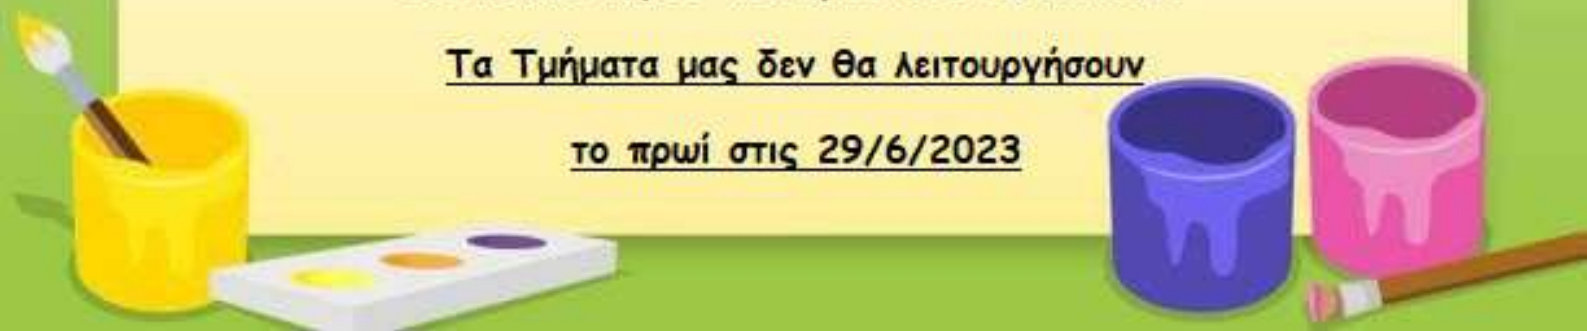 Τα Τμήματα μας δεν θα λειτουργήσουν
το πρωί στις 29/6/2023